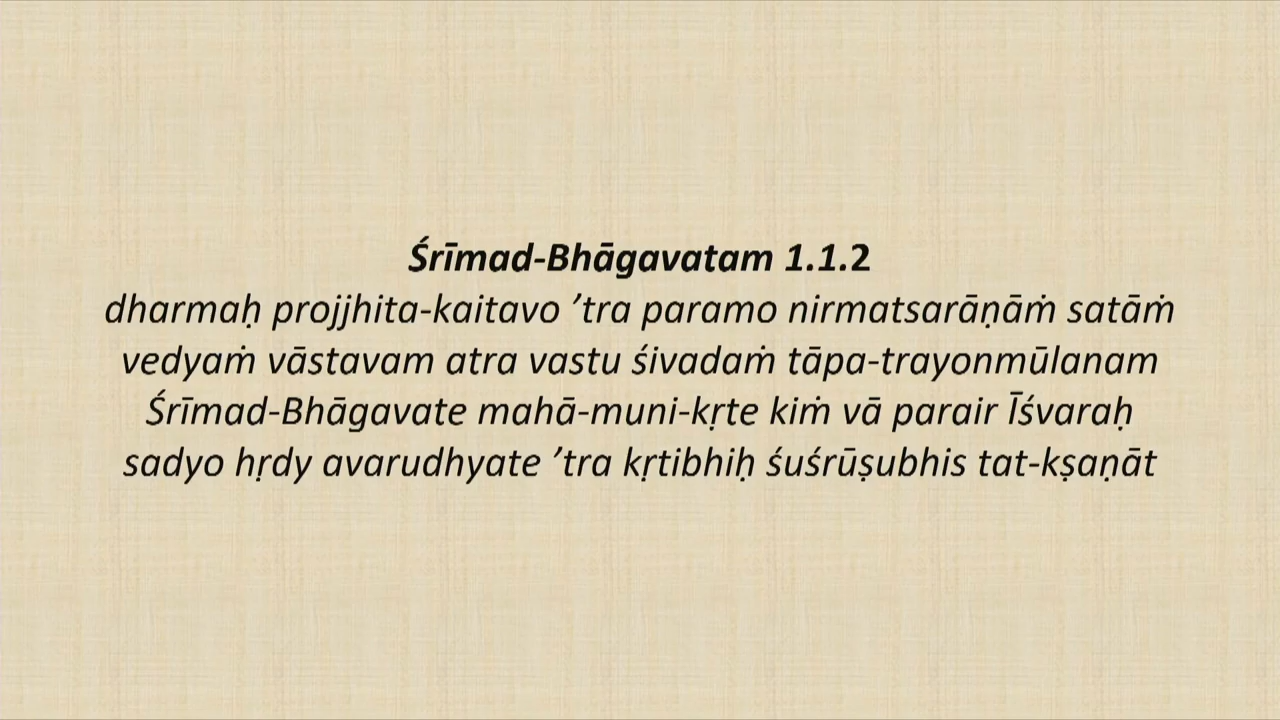 Śrīmad-Bhāgavatam 1.1.2
dharmaḥ projjhita-kaitavo ’tra paramo nirmatsarāṇāṁ satāṁ
vedyaṁ vāstavam atra vastu śivadaṁ tāpa-trayonmūlanam
Śrīmad-Bhāgavate mahā-muni-kṛte kiṁ vā parair Īśvaraḥ
sadyo hṛdy avarudhyate ’tra kṛtibhiḥ śuśrūṣubhis tat-kṣaṇāt